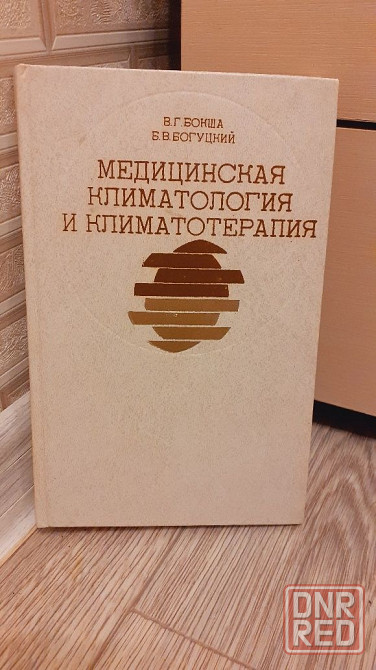 В.Г.БОКША
Б.В.БОГУЦКИЙ
МЕДИЦИНСКАЯ
КЛИМАТОЛОГИЯ
И КЛИМАТОТЕРАПИЯ
DNR
RED